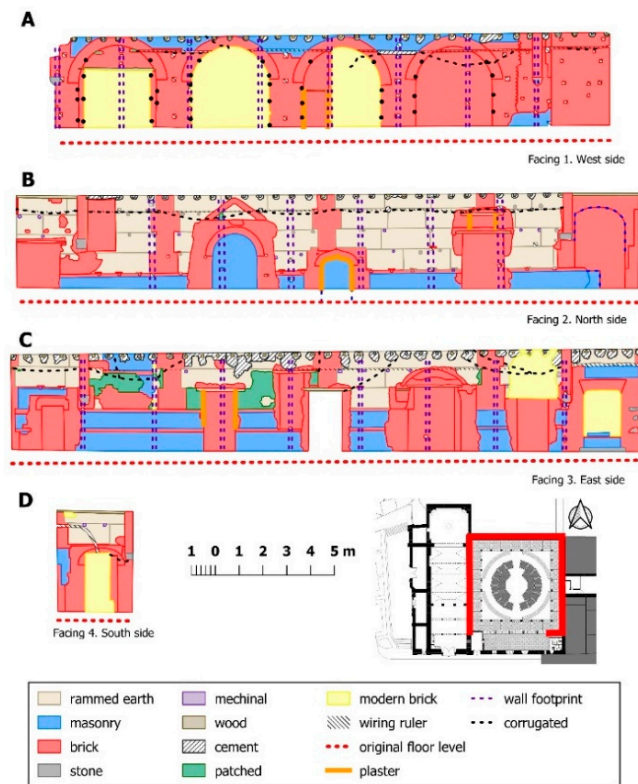 A
Facing 1. West side
B
Facing 2. North side
C
Facing 3. East side
D
1 0 1 2 3 4 5 m
Facing 4. South side
rammed earth mechinal modern brick wall footprint
masonry wood wiring ruler corrugated
brick cement original floor level
stone patched plaster